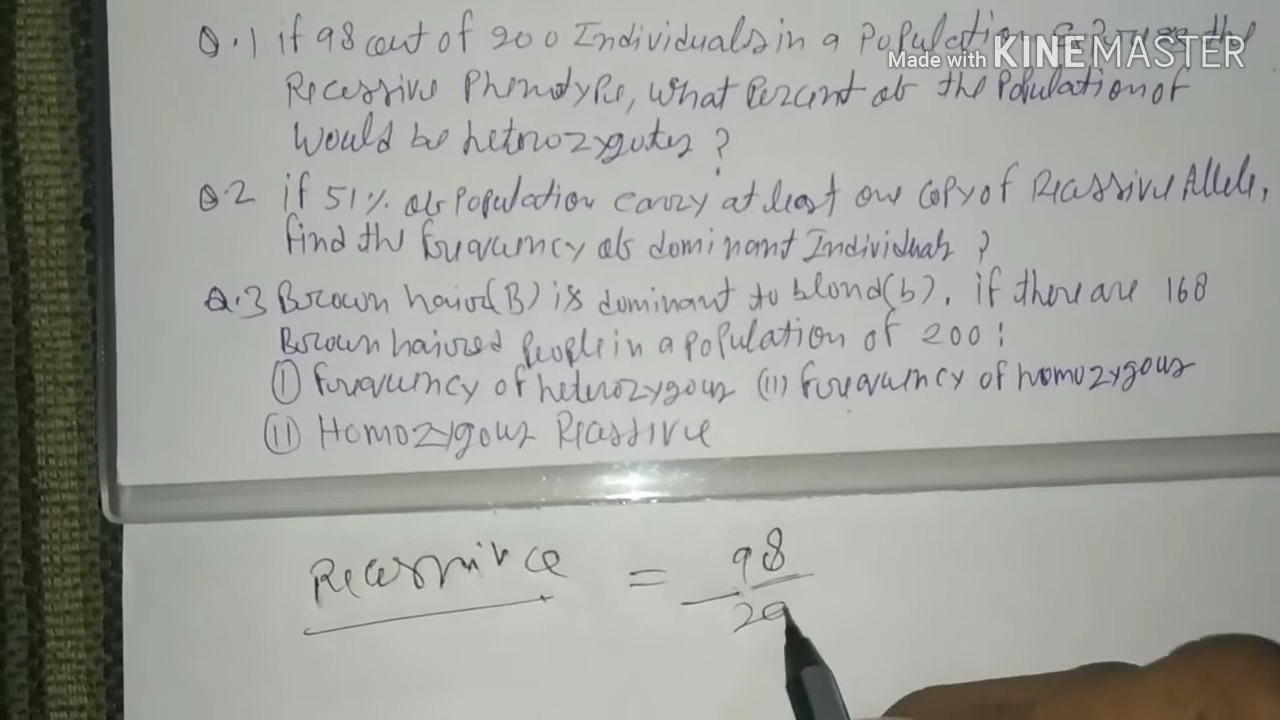 Q.1 if 98 out of 200 Individuals in a Population the
Made with KINEMASTER
Recessive Phenotype, what Percent of the Population of
would be hetrozygotes ?
Q.2 if 51% of Population carry at least one copy of Recessive Allele,
find the frequency of dominant Individuals ?
Q.3 Brown hair(B) is dominant to blond(b). if there are 168
Brown haired people in a population of 200 :
(I) frequency of heterozygous (II) frequency of homozygous
(II) Homozygous Recessive
Recessive = 98
20